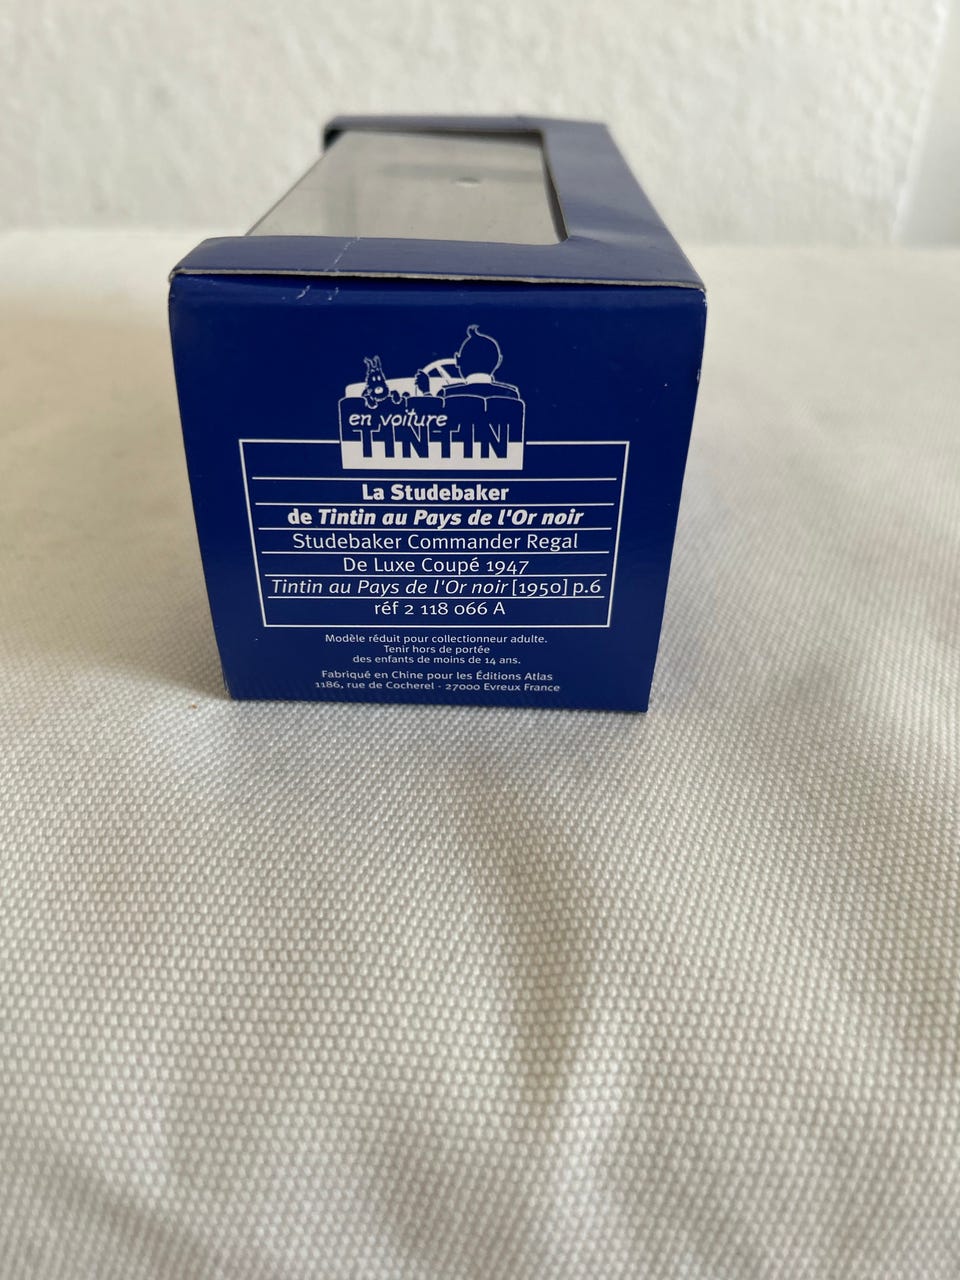 en voiture
TINTIN
La Studebaker
de Tintin au Pays de l'Or noir
Studebaker Commander Regal
De Luxe Coupé 1947
Tintin au Pays de l'Or noir [1950] p.6
réf 2 118 066 A
Modèle réduit pour collectionneur adulte.
Tenir hors de portée
des enfants de moins de 14 ans.
Fabriqué en Chine pour les Éditions Atlas
1186, rue de Cocherel - 27000 Evreux France